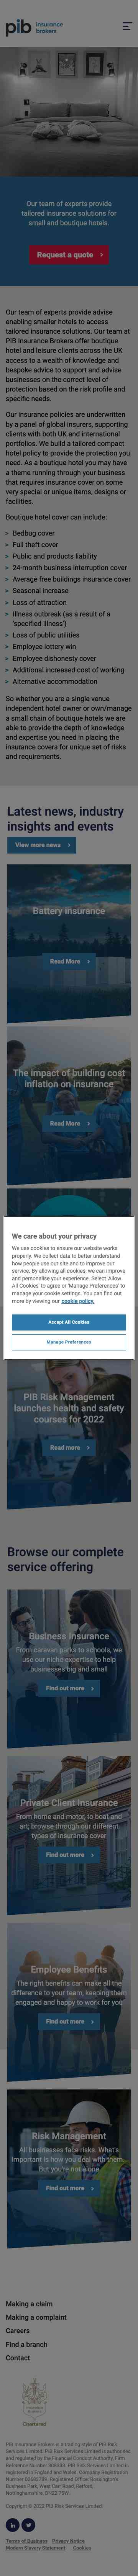 pib insurance
brokers
Our team of experts provide
tailored insurance solutions for
small and boutique hotels.
Request a quote
Our team of experts provide advise
enabling smaller hotels to access
tailored insurance solutions. Our team at
PIB Insurance Brokers offer boutique
hotel and leisure clients across the UK
access to a wealth of knowledge and
bespoke advice to support and advise
businesses on the correct level of
insurance based on the risk profile and
specific needs.
Our insurance policies are underwritten
by a panel of global insurers, giving our
clients both UK and international
portfolios. We tailor each boutique
hotel policy to provide the protection you
need. As a boutique hotel you may have
unique or growing insurance needs that
require more cover for things
your special or unique items, designs or
facilities.
Boutique hotel cover can include:
Bedbug cover
Full theft cover
Public and products liability
24-month business interruption cover
Average free buildings insurance cover
Seasonal increase
Loss of attraction
Illness outbreak (as a result of a
'specified illness')
Loss of public utilities
Employee lottery win
Employee dishonesty cover
Additional increased cost of working
Alternative accommodation
So whether you are a single venue
independent hotel firm or own/manage
a small chain of boutique hotels we are
able to provide the depth of advice and
expertise you need in placing the
insurance covers for unique set of risks
and requirements.
Latest news, industry
insights and events
View more news
Battery insurance
Read More
The impact of building cost
inflation on insurance
Read More
We care about your privacy
We use cookies to ensure our website works
properly. We collect data to understand
how people use our site and to improve our
services. By allowing all cookies, we can improve
and personalise your experience. Select 'Allow
All Cookies' to agree or 'Manage Preferences' to
manage your cookie settings. You can find out
more by viewing our cookie policy.
Accept All Cookies
Manage Preferences
PIB Risk Management
launches health and safety
courses for 2022
Read more
Browse our complete
service offering
Business Insurance
From caravan parks to schools, we
use our niche expertise to help
businesses big and small
Find out more
Private Client Insurance
From home and motor, to boat and
art; browse through our different
types of insurance cover
Find out more
Employee Benefits
The right benefits can make all the
difference to your team, keeping them
engaged and happy to work for you
Find out more
Risk Management
All businesses face risks. What's
important is how you deal with them.
But you're not alone
Find out more
Making a claim
Making a complaint
Careers
Find a branch
Contact
Chartered
PIB Insurance Brokers is a trading style of PIB Risk
Services Limited. PIB Risk Services Limited is authorised
and regulated by the Financial Conduct Authority, Firm
Reference Number 308333. PIB Risk Services Limited is
registered in England and Wales. Company Registration
Number 02682789. Registered Office: Rossington's
Business Park, West Carr Road, Retford,
Nottinghamshire, DN22 7SW.
Copyright © 2022 PIB Risk Services Limited
Terms of Business Privacy Notice
Modern Slavery Statement Cookies